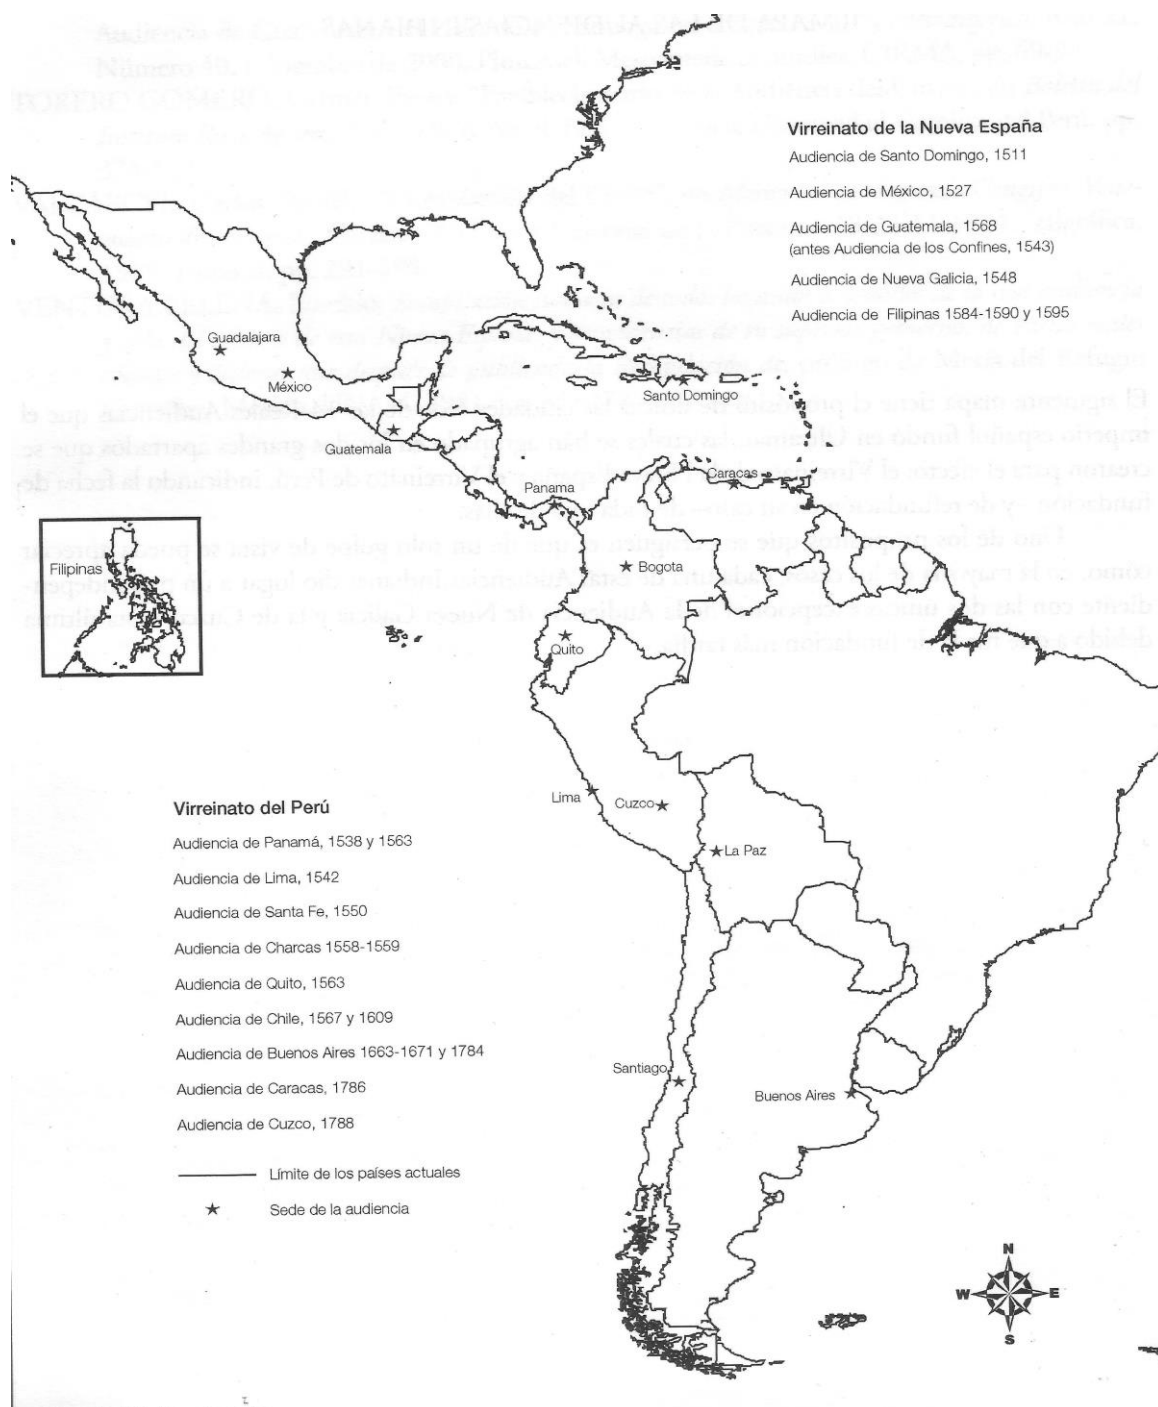 Virreinato de la Nueva España
Audiencia de Santo Domingo, 1511
Audiencia de México, 1527
Audiencia de Guatemala, 1568
(antes Audiencia de los Confines, 1543)
Audiencia de Nueva Galicia, 1548
Audiencia de Filipinas 1584-1590 y 1595
Guadalajara
México
Santo Domingo
Guatemala
Caracas
Panama
Filipinas
Bogota
Quito
Lima
Cuzco
La Paz
Santiago
Buenos Aires
Virreinato del Perú
Audiencia de Panamá, 1538 y 1563
Audiencia de Lima, 1542
Audiencia de Santa Fe, 1550
Audiencia de Charcas 1558-1559
Audiencia de Quito, 1563
Audiencia de Chile, 1567 y 1609
Audiencia de Buenos Aires 1663-1671 y 1784
Audiencia de Caracas, 1786
Audiencia de Cuzco, 1788
Límite de los países actuales
Sede de la audiencia
N
W
E
S